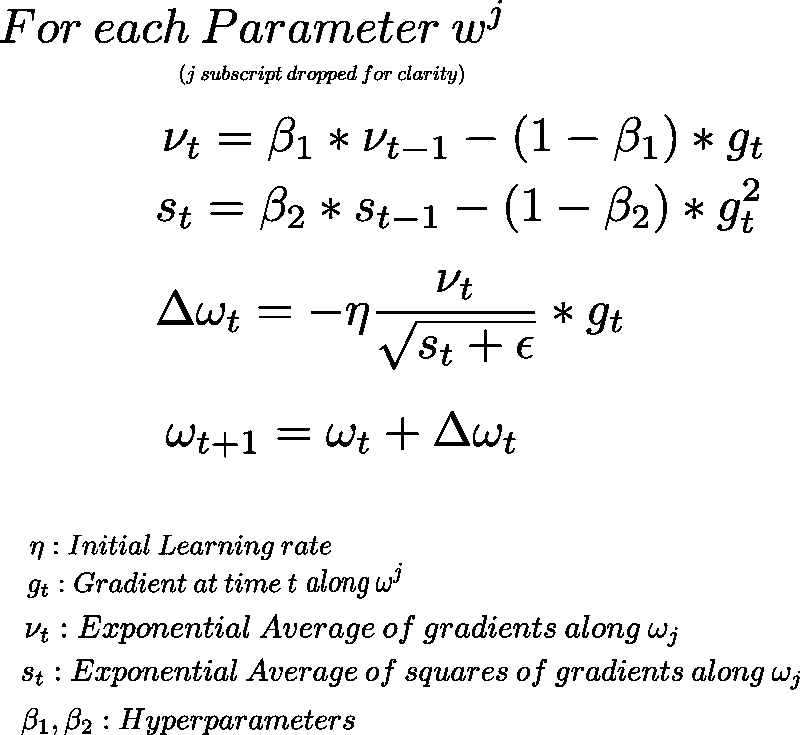 For each Parameter w^j
(j subscript dropped for clarity)
ν_t = β_1 * ν_{t−1} − (1 − β_1) * g_t
s_t = β_2 * s_{t−1} − (1 − β_2) * g_t^2
Δω_t = −η ν_t / √(s_t + ϵ) * g_t
ω_{t+1} = ω_t + Δω_t
η : Initial Learning rate
g_t : Gradient at time t along ω^j
ν_t : Exponential Average of gradients along ω_j
s_t : Exponential Average of squares of gradients along ω_j
β_1, β_2 : Hyperparameters